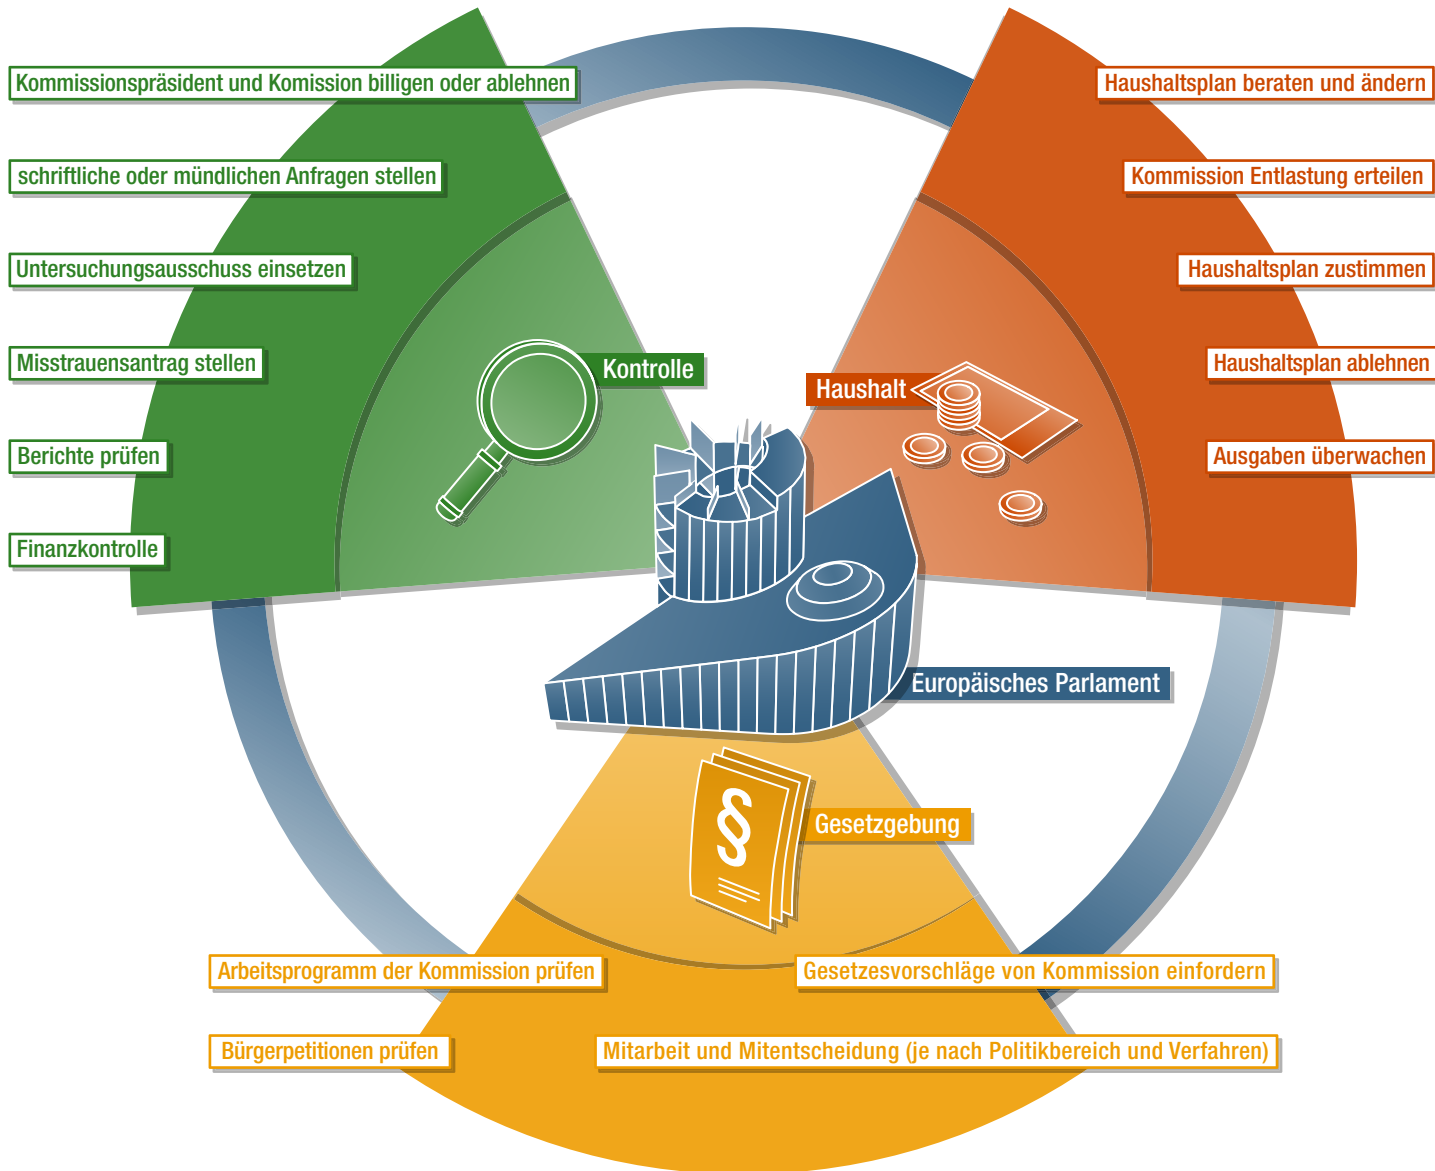 Kommissionspräsident und Komission billigen oder ablehnen
schriftliche oder mündlichen Anfragen stellen
Untersuchungsausschuss einsetzen
Misstrauensantrag stellen
Berichte prüfen
Finanzkontrolle
Kontrolle
Haushaltsplan beraten und ändern
Kommission Entlastung erteilen
Haushaltsplan zustimmen
Haushaltsplan ablehnen
Ausgaben überwachen
Haushalt
Europäisches Parlament
§
Gesetzgebung
Arbeitsprogramm der Kommission prüfen
Gesetzesvorschläge von Kommission einfordern
Bürgerpetitionen prüfen
Mitarbeit und Mitentscheidung (je nach Politikbereich und Verfahren)